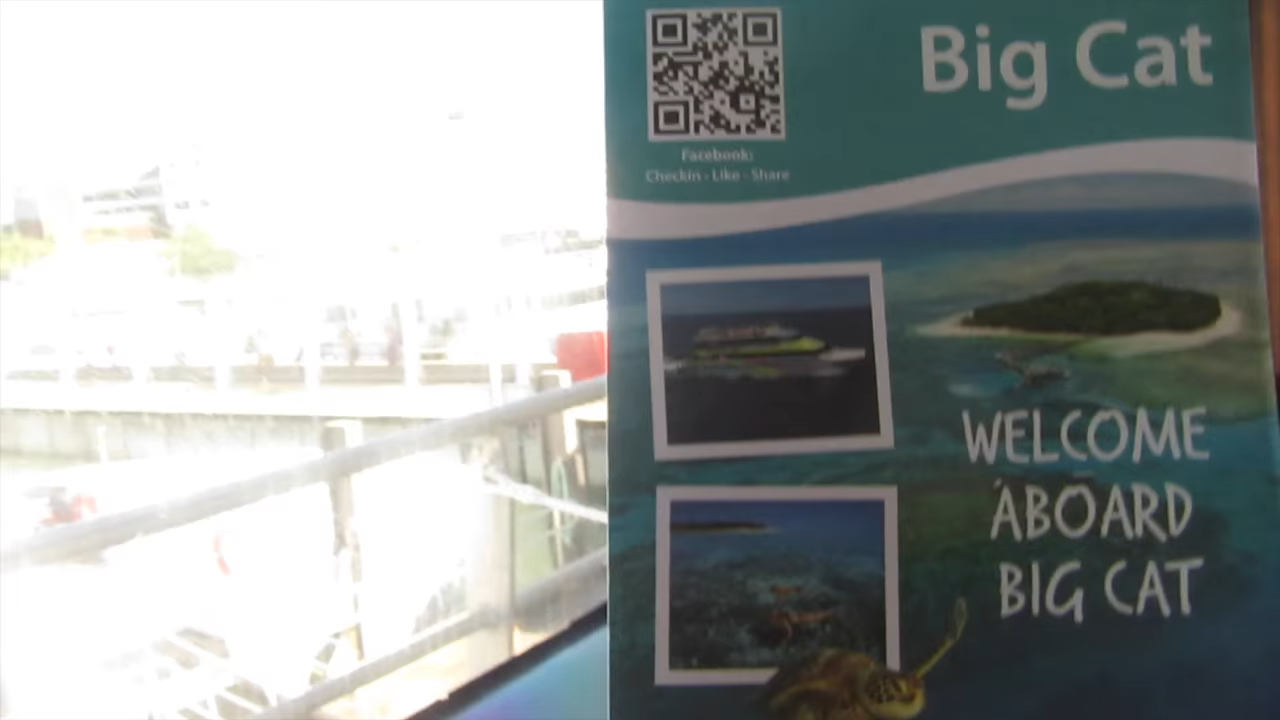 Big Cat
Facebook:
Checkin - Like - Share
WELCOME
ABOARD
BIG CAT